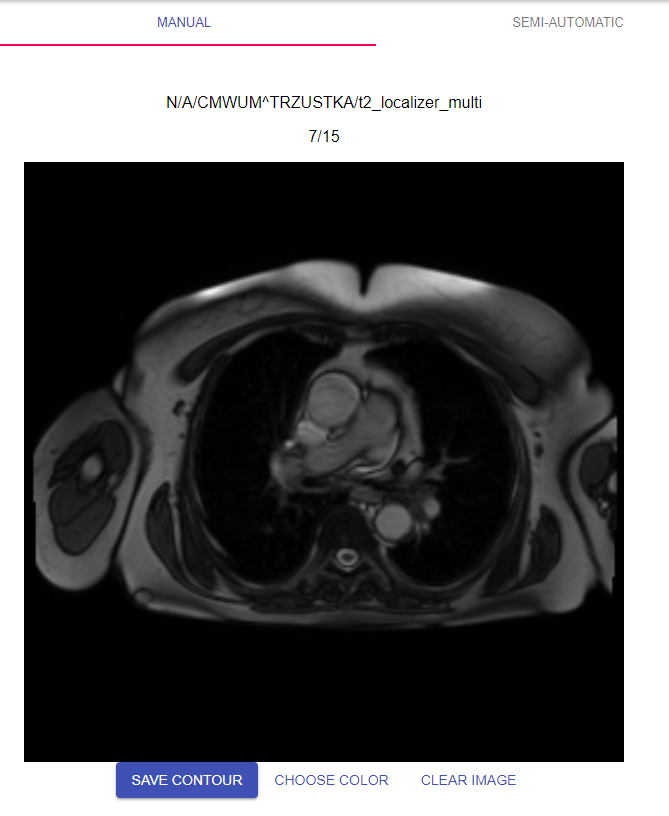 MANUAL SEMI-AUTOMATIC
N/A/CMWUM^TRZUSTKA/t2_localizer_multi
7/15
SAVE CONTOUR CHOOSE COLOR CLEAR IMAGE